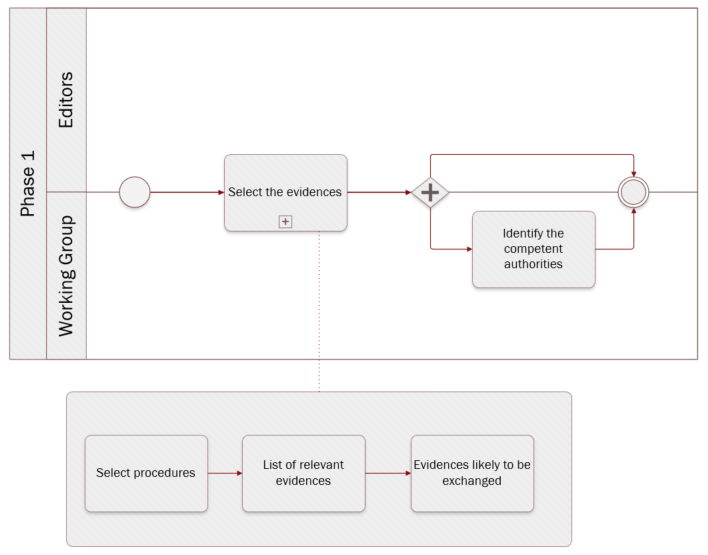 Phase 1
Editors
Working Group
Select the evidences
Identify the
competent
authorities
Select procedures
List of relevant
evidences
Evidences likely to be
exchanged